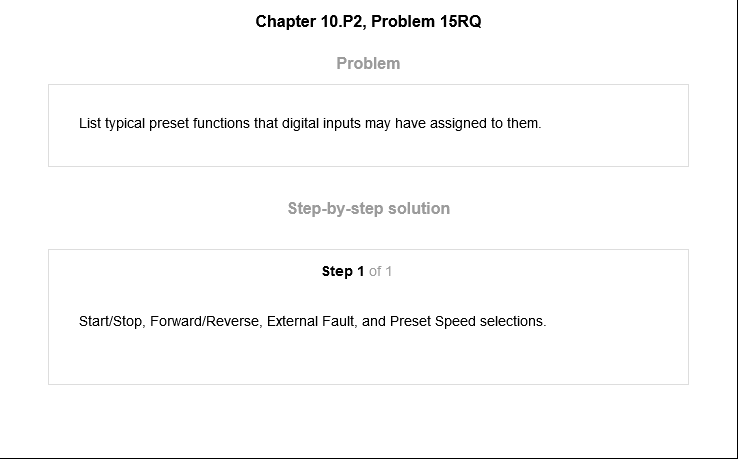 Chapter 10.P2, Problem 15RQ
Problem
List typical preset functions that digital inputs may have assigned to them.
Step-by-step solution
Step 1 of 1
Start/Stop, Forward/Reverse, External Fault, and Preset Speed selections.